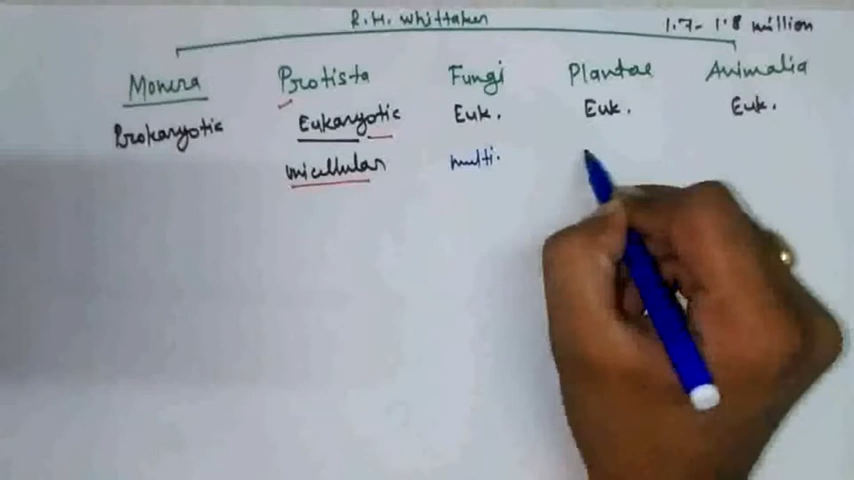 R.H. Whittaker 1.7- 1.8 million
Monera Protista Fungi Plantae Animalia
Prokaryotic Eukaryotic Euk. Euk. Euk.
unicellular multi.